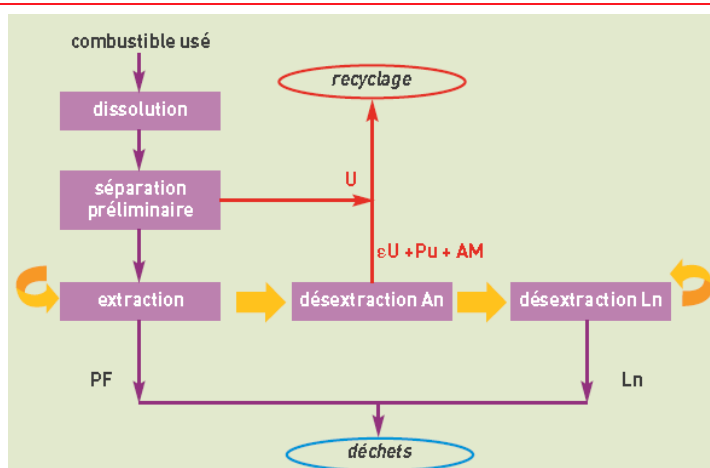 combustible usé
recyclage
dissolution
séparation
préliminaire
U
εU +Pu + AM
extraction
désextraction An
désextraction Ln
PF
Ln
déchets